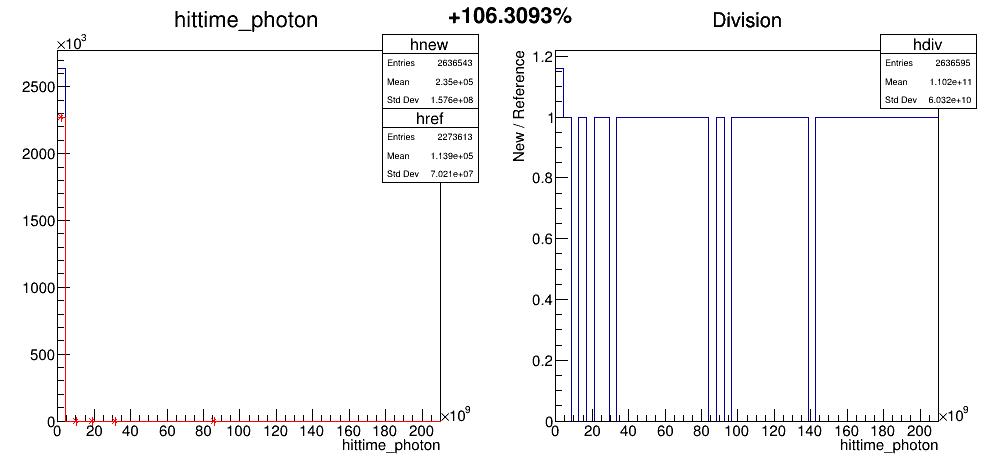 hittime_photon
+106.3093%
Division
×10³
hnew
Entries 2636543
Mean 2.35e+05
Std Dev 1.576e+08
href
Entries 2273613
Mean 1.139e+05
Std Dev 7.021e+07
2500
2000
1500
1000
500
0
0 20 40 60 80 100 120 140 160 180 200
×10⁹
hittime_photon
hdiv
Entries 2636595
Mean 1.102e+11
Std Dev 6.032e+10
New / Reference
1.2
1
0.8
0.6
0.4
0.2
0
0 20 40 60 80 100 120 140 160 180 200
×10⁹
hittime_photon